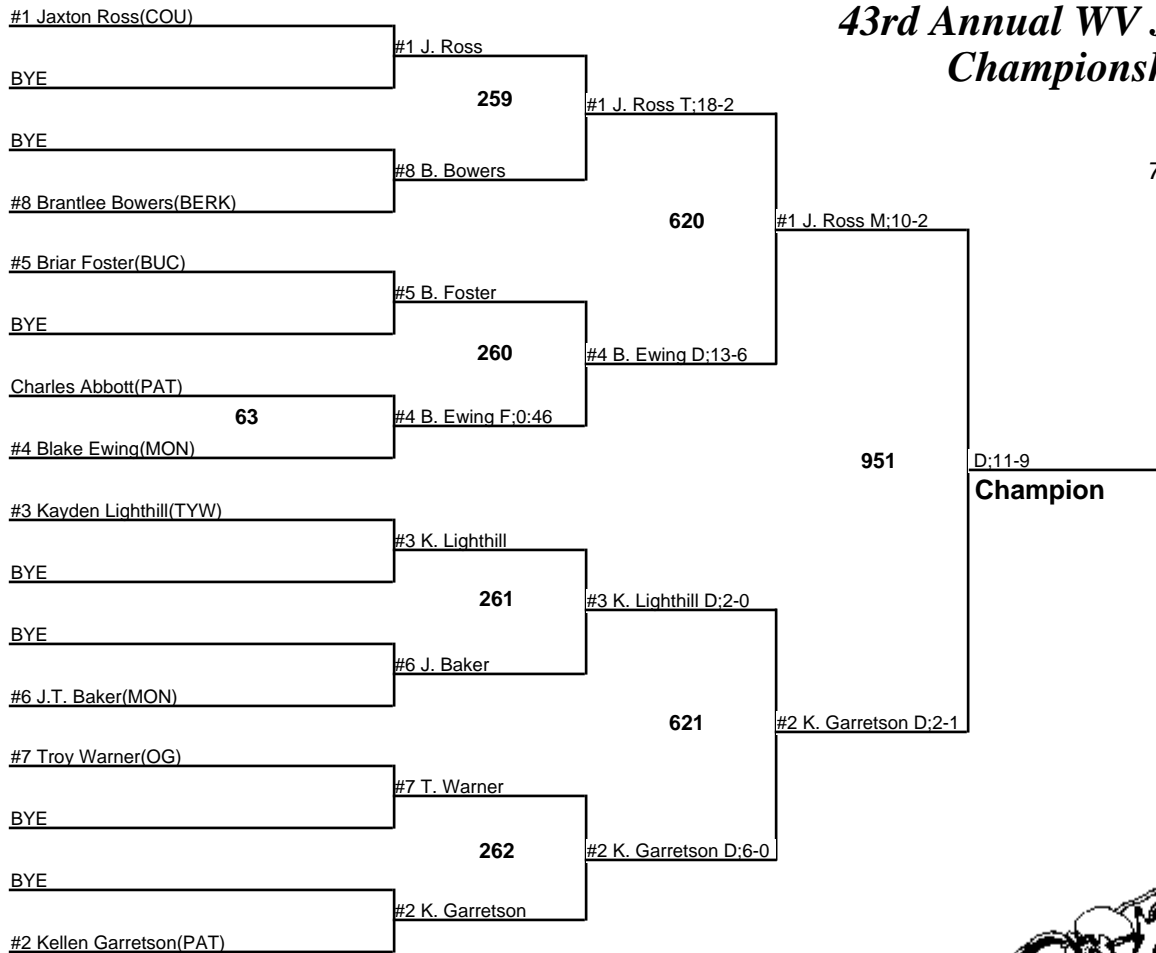 #1 Jaxton Ross(COU)
BYE
BYE
#8 Brantlee Bowers(BERK)
#5 Briar Foster(BUC)
BYE
Charles Abbott(PAT)
63
#4 Blake Ewing(MON)
#3 Kayden Lighthill(TYW)
BYE
BYE
#6 J.T. Baker(MON)
#7 Troy Warner(OG)
BYE
BYE
#2 Kellen Garretson(PAT)
#1 J. Ross
259
#8 B. Bowers
#5 B. Foster
260
#4 B. Ewing F;0:46
#3 K. Lighthill
261
#6 J. Baker
#7 T. Warner
262
#2 K. Garretson
#1 J. Ross T;18-2
620
#4 B. Ewing D;13-6
#3 K. Lighthill D;2-0
621
#2 K. Garretson D;6-0
#1 J. Ross M;10-2
951
#2 K. Garretson D;2-1
D;11-9
Champion
43rd Annual WV
Champions
7